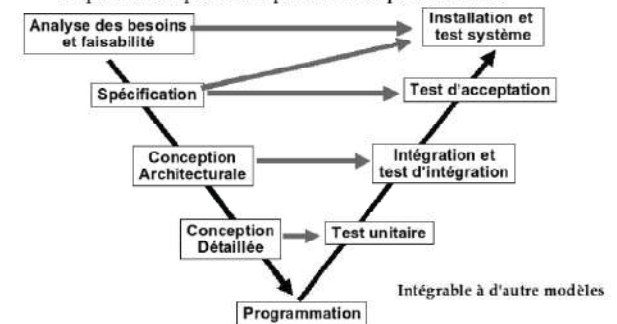 Analyse des besoins
et faisabilité
Installation et
test système
Spécification
Test d'acceptation
Conception
Architecturale
Intégration et
test d'intégration
Conception
Détaillée
Test unitaire
Intégrable à d'autre modèles
Programmation